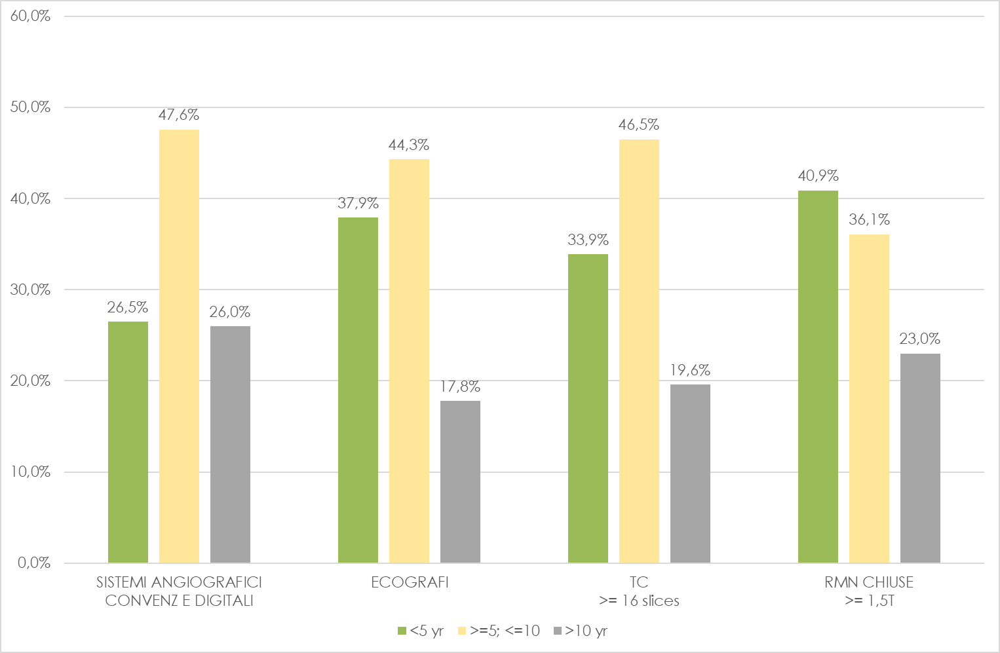 60,0%
50,0%
40,0%
30,0%
20,0%
10,0%
0,0%
26,5%
47,6%
26,0%
37,9%
44,3%
17,8%
33,9%
46,5%
19,6%
40,9%
36,1%
23,0%
SISTEMI ANGIOGRAFICI
CONVENZ E DIGITALI
ECOGRAFI
TC
>= 16 slices
RMN CHIUSE
>= 1,5T
<5 yr >=5; <=10 >10 yr